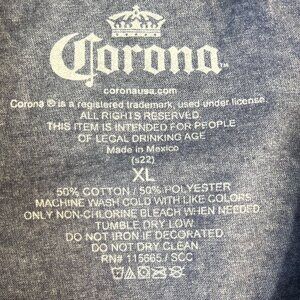 Corona
coronausa.com
Corona ® is a registered trademark, used under license.
ALL RIGHTS RESERVED.
THIS ITEM IS INTENDED FOR PEOPLE
OF LEGAL DRINKING AGE
Made in Mexico
(s22)
XL
50% COTTON / 50% POLYESTER
MACHINE WASH COLD WITH LIKE COLORS
ONLY NON-CHLORINE BLEACH WHEN NEEDED
TUMBLE DRY LOW
DO NOT IRON IF DECORATED
DO NOT DRY CLEAN.
RN# 115665 / SCC